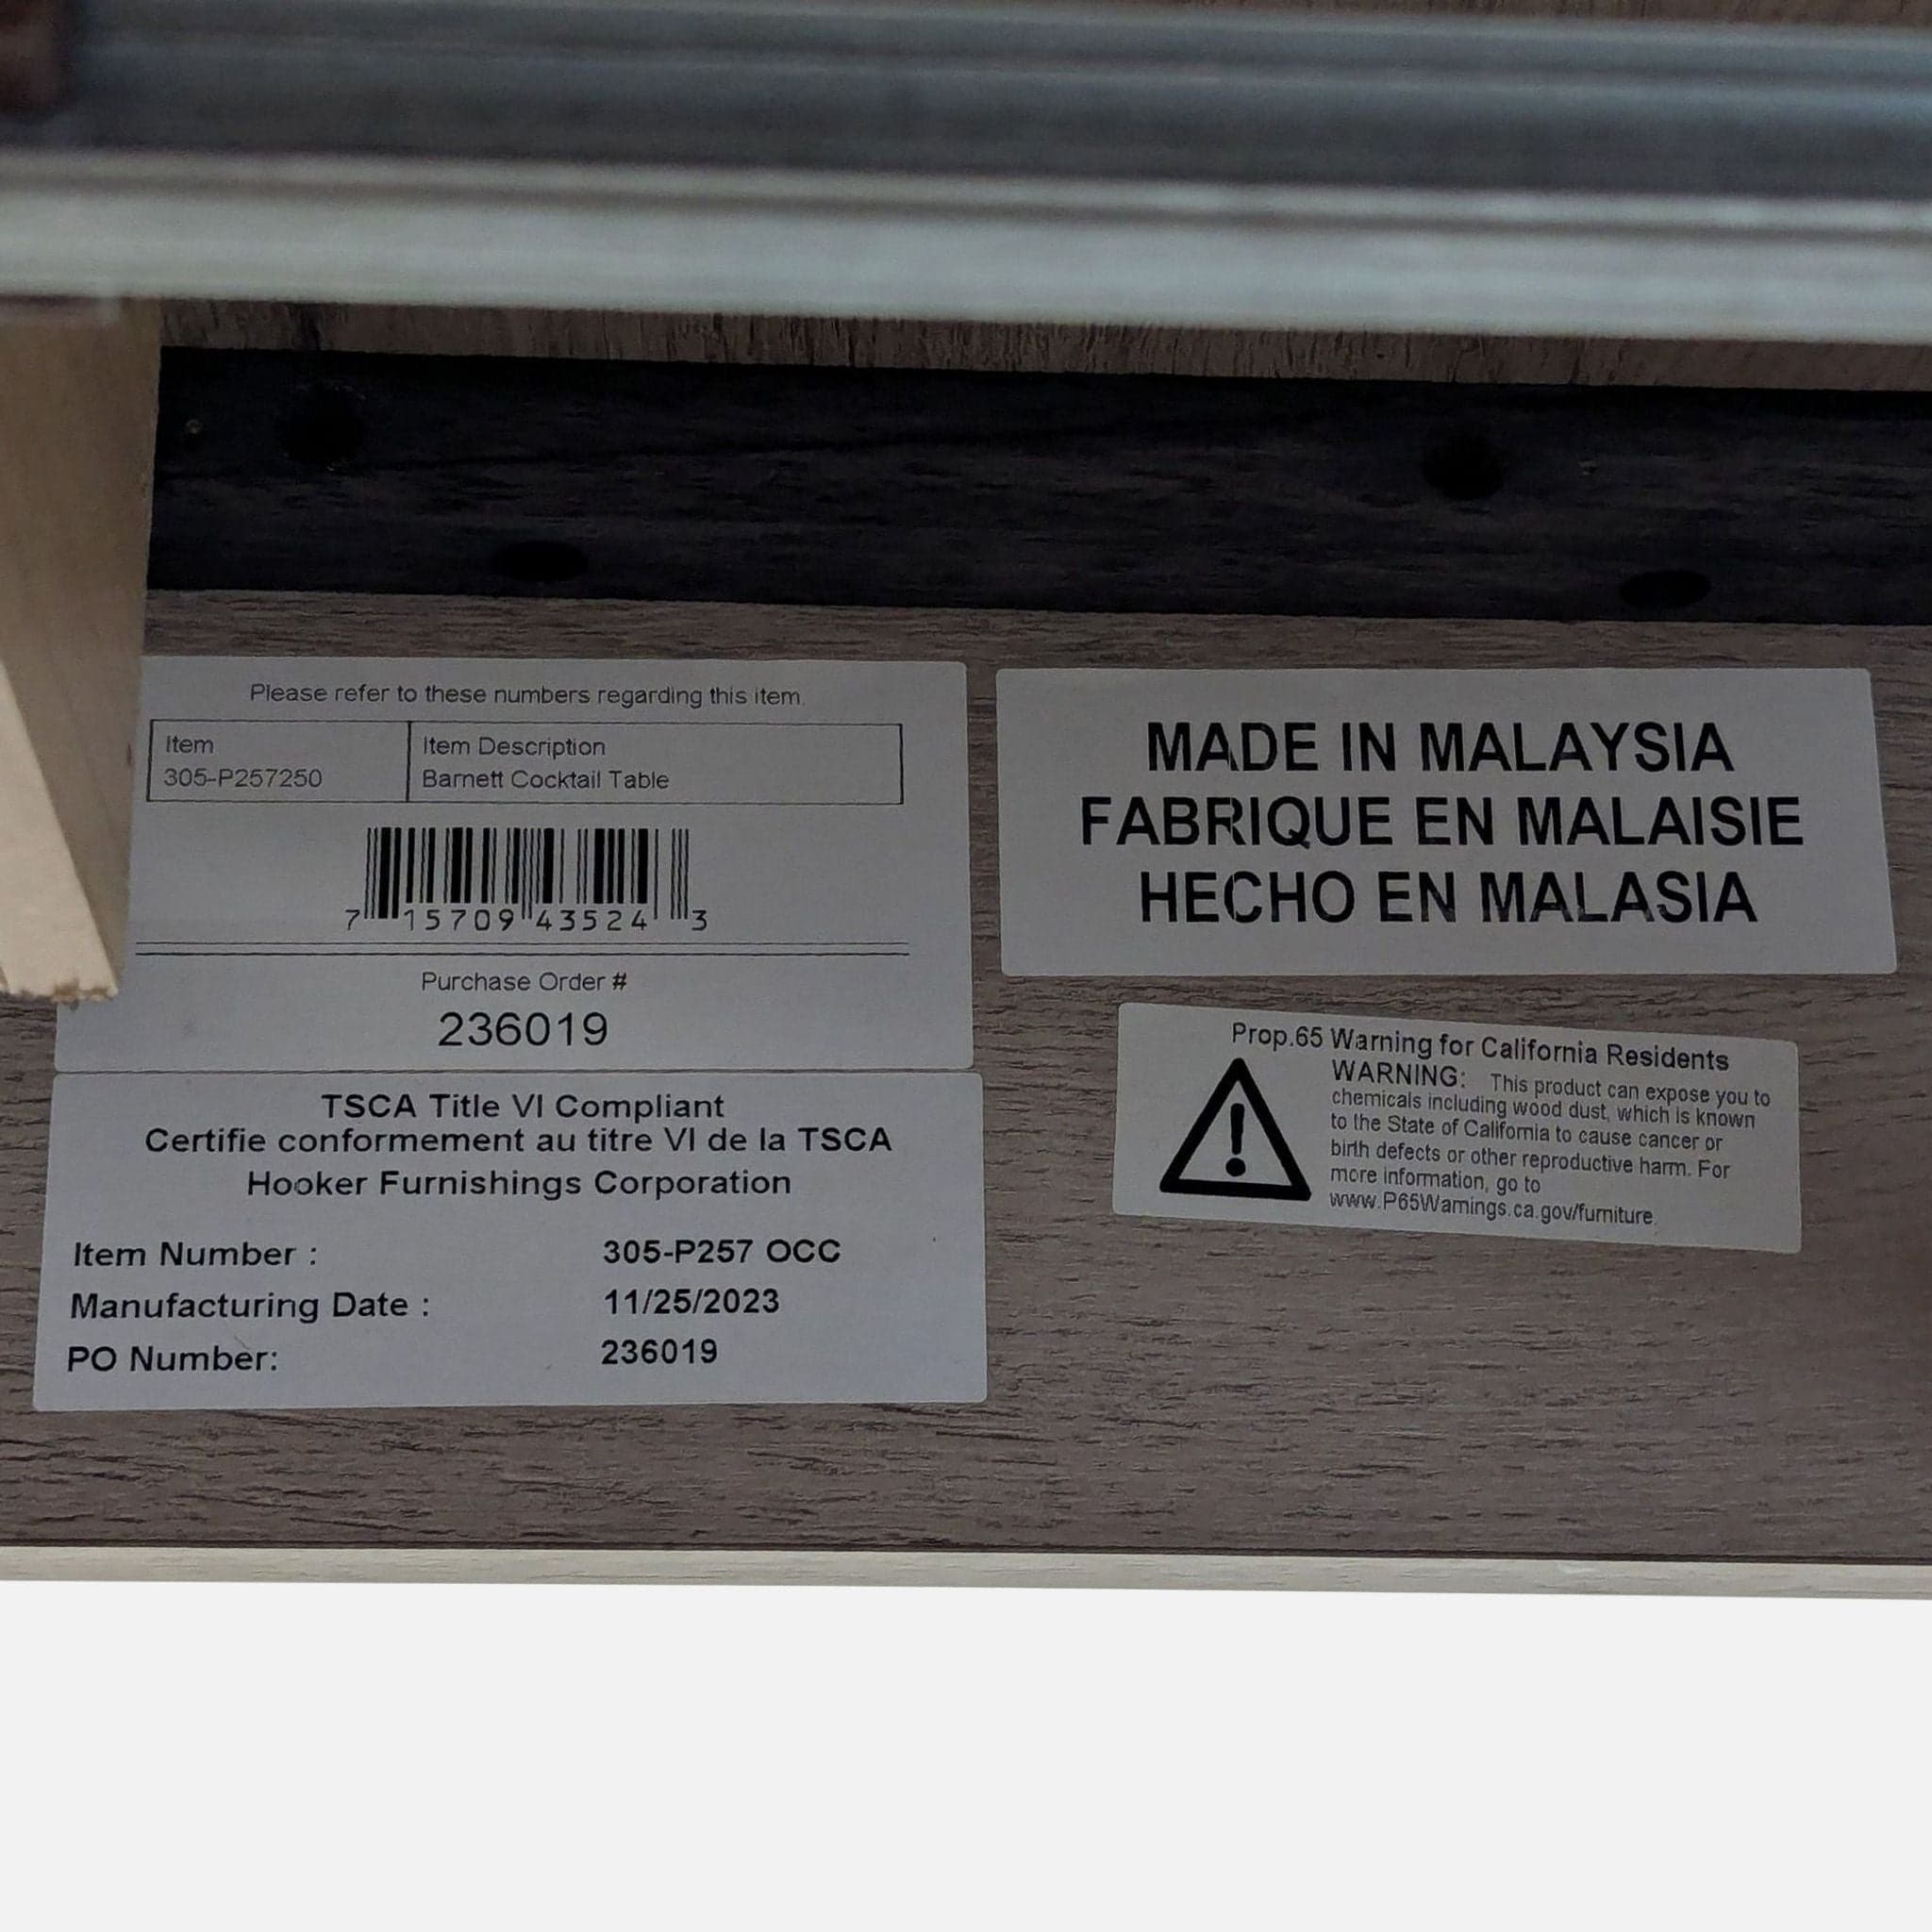 Please refer to these numbers regarding this item.
Item
305-P257250
Item Description
Barnett Cocktail Table
7 15709 43524 3
Purchase Order #
236019
TSCA Title VI Compliant
Certifie conformement au titre VI de la TSCA
Hooker Furnishings Corporation
Item Number : 305-P257 OCC
Manufacturing Date : 11/25/2023
PO Number: 236019
MADE IN MALAYSIA
FABRIQUE EN MALAISIE
HECHO EN MALASIA
Prop.65 Warning for California Residents
WARNING: This product can expose you to
chemicals including wood dust, which is known
to the State of California to cause cancer or
birth defects or other reproductive harm. For
more information, go to
www.P65Warnings.ca.gov/furniture.